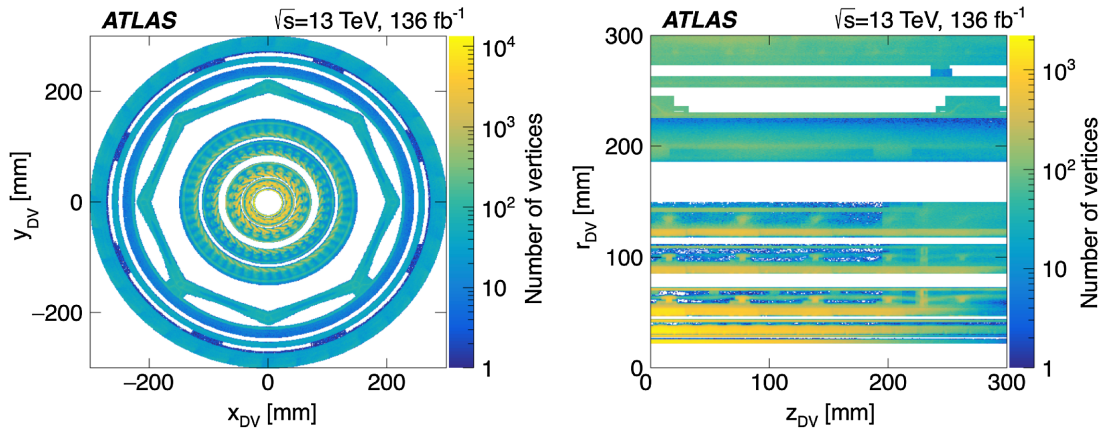 ATLAS √s=13 TeV, 136 fb⁻¹
200
0
−200
y_DV [mm]
−200 0 200
x_DV [mm]
10⁴
10³
10²
10
1
Number of vertices
ATLAS √s=13 TeV, 136 fb⁻¹
300
200
100
0
r_DV [mm]
0 100 200 300
z_DV [mm]
10³
10²
10
1
Number of vertices